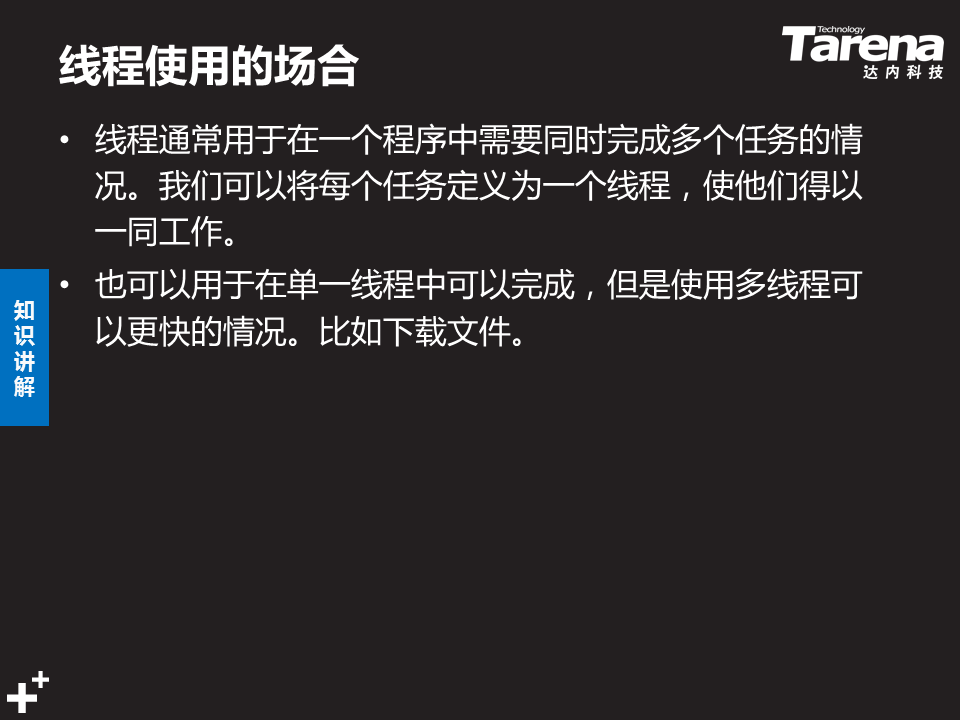 线程使用的场合
Technology
Tarena
达内科技
• 线程通常用于在一个程序中需要同时完成多个任务的情
况。我们可以将每个任务定义为一个线程，使他们得以
一同工作。
• 也可以用于在单一线程中可以完成，但是使用多线程可
以更快的情况。比如下载文件。
知
识
讲
解